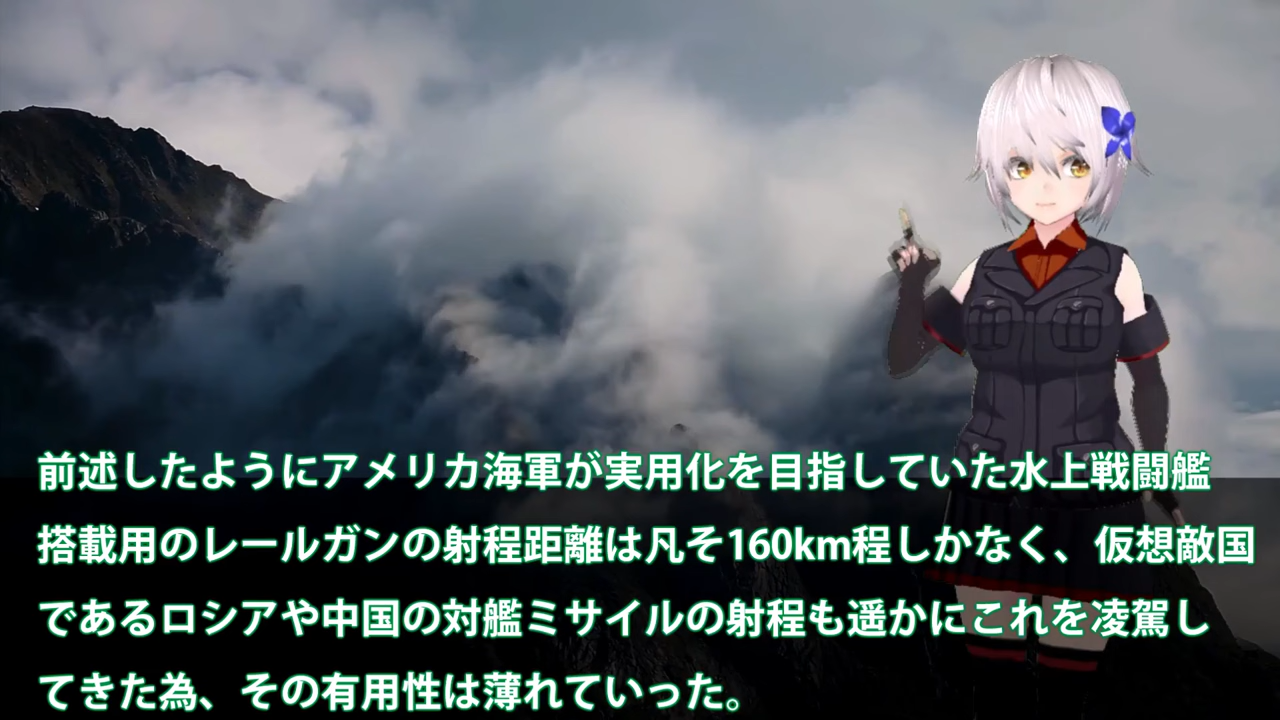 前述したようにアメリカ海軍が実用化を目指していた水上戦闘艦
搭載用のレールガンの射程距離は凡そ160km程しかなく、仮想敵国
であるロシアや中国の対艦ミサイルの射程も遥かにこれを凌駕し
てきた為、その有用性は薄れていった。